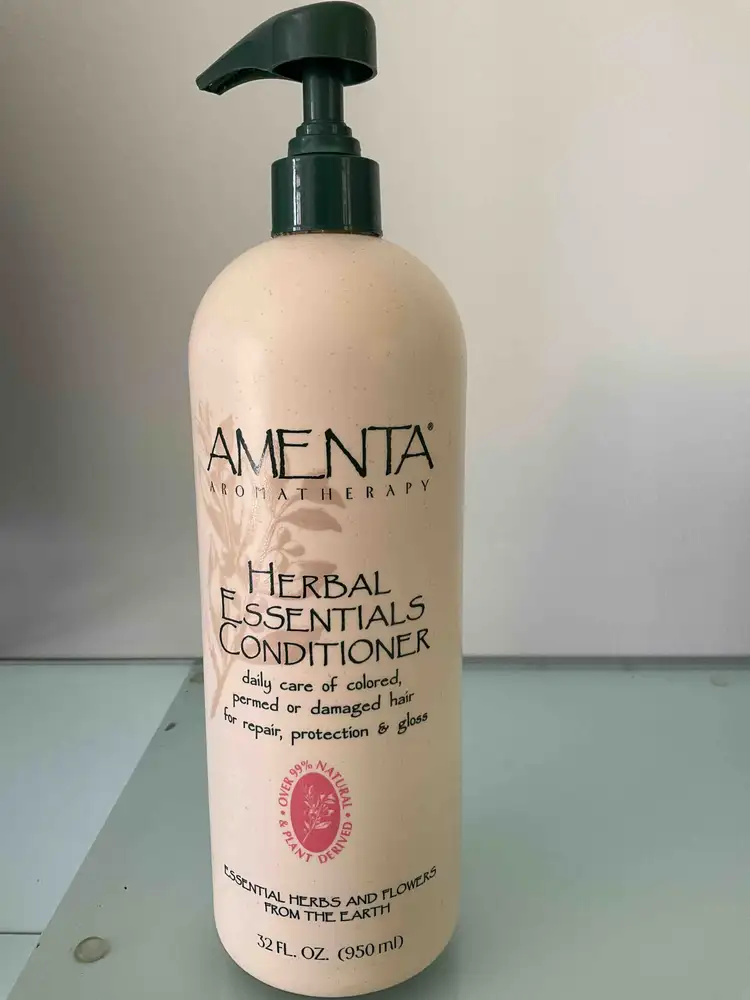 AMENTA®
AROMATHERAPY
HERBAL
ESSENTIALS
CONDITIONER
daily care of colored,
permed or damaged hair
for repair, protection & gloss
• OVER 99% NATURAL •
& PLANT DERIVED
ESSENTIAL HERBS AND FLOWERS
FROM THE EARTH
32 FL. OZ. (950 ml)